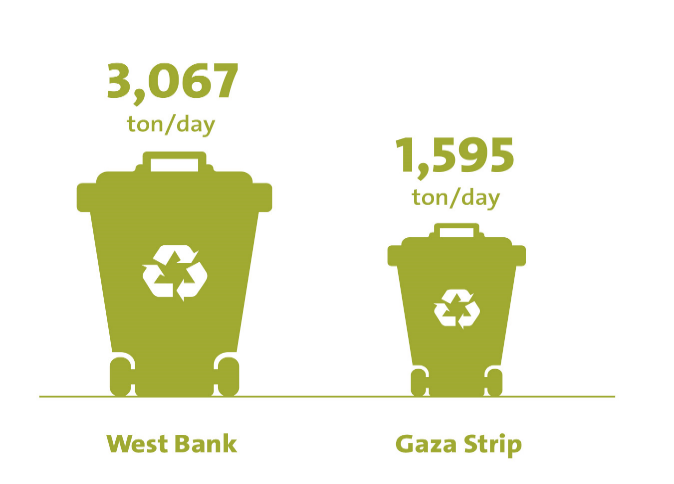 3,067
ton/day
1,595
ton/day
West Bank
Gaza Strip